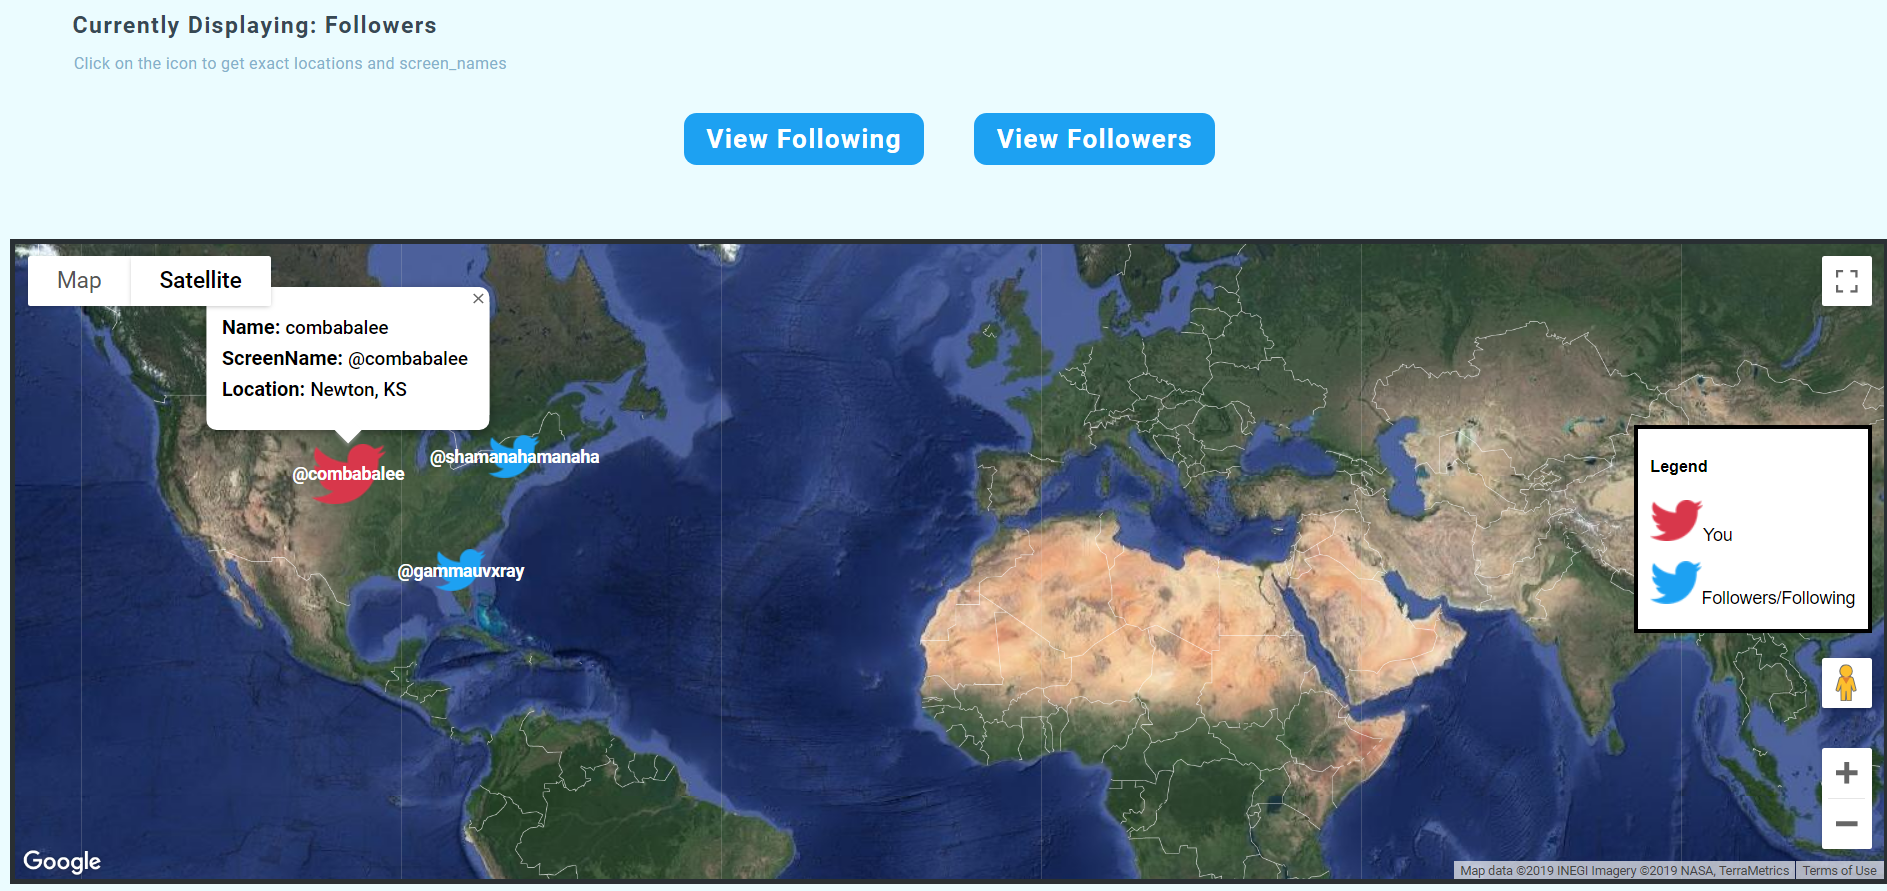 Currently Displaying: Followers
Click on the icon to get exact locations and screen_names
View Following
View Followers
Map
Satellite
Name: combabalee
ScreenName: @combabalee
Location: Newton, KS
@shamanahamanaha
@combabalee
@gammauvxray
Legend
You
Followers/Following
Google
Map data ©2019 INEGI Imagery ©2019 NASA, TerraMetrics
Terms of Use